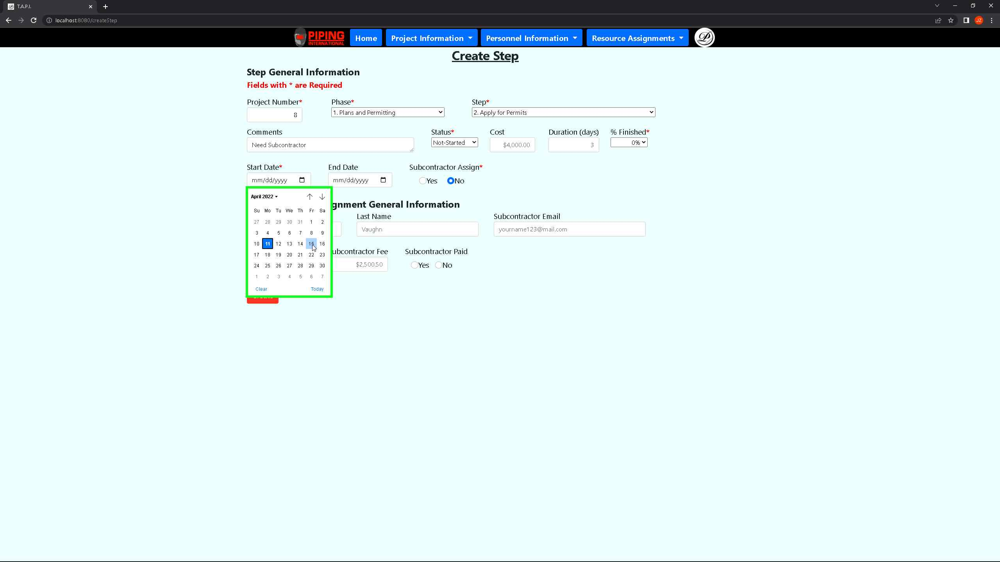 T.A.P.I.
localhost:8080/createStep
JZ
PIPING
INTERNATIONAL
Home
Project Information
Personnel Information
Resource Assignments
Create Step
Step General Information
Fields with * are Required
Project Number*
Phase*
Step*
8
1. Plans and Permitting
2. Apply for Permits
Comments
Status*
Cost
Duration (days)
% Finished*
Need Subcontractor
Not-Started
$4,000.00
3
0%
Start Date*
End Date
Subcontractor Assign*
mm/dd/yyyy
mm/dd/yyyy
Yes
No
April 2022
Su Mo Tu We Th Fr Sa
27 28 29 30 31 1 2
3 4 5 6 7 8 9
10 11 12 13 14 15 16
17 18 19 20 21 22 23
24 25 26 27 28 29 30
1 2 3 4 5 6 7
Clear
Today
gnment General Information
Last Name
Subcontractor Email
Vaughn
yourname123@mail.com
ubcontractor Fee
Subcontractor Paid
$2,500.50
Yes
No